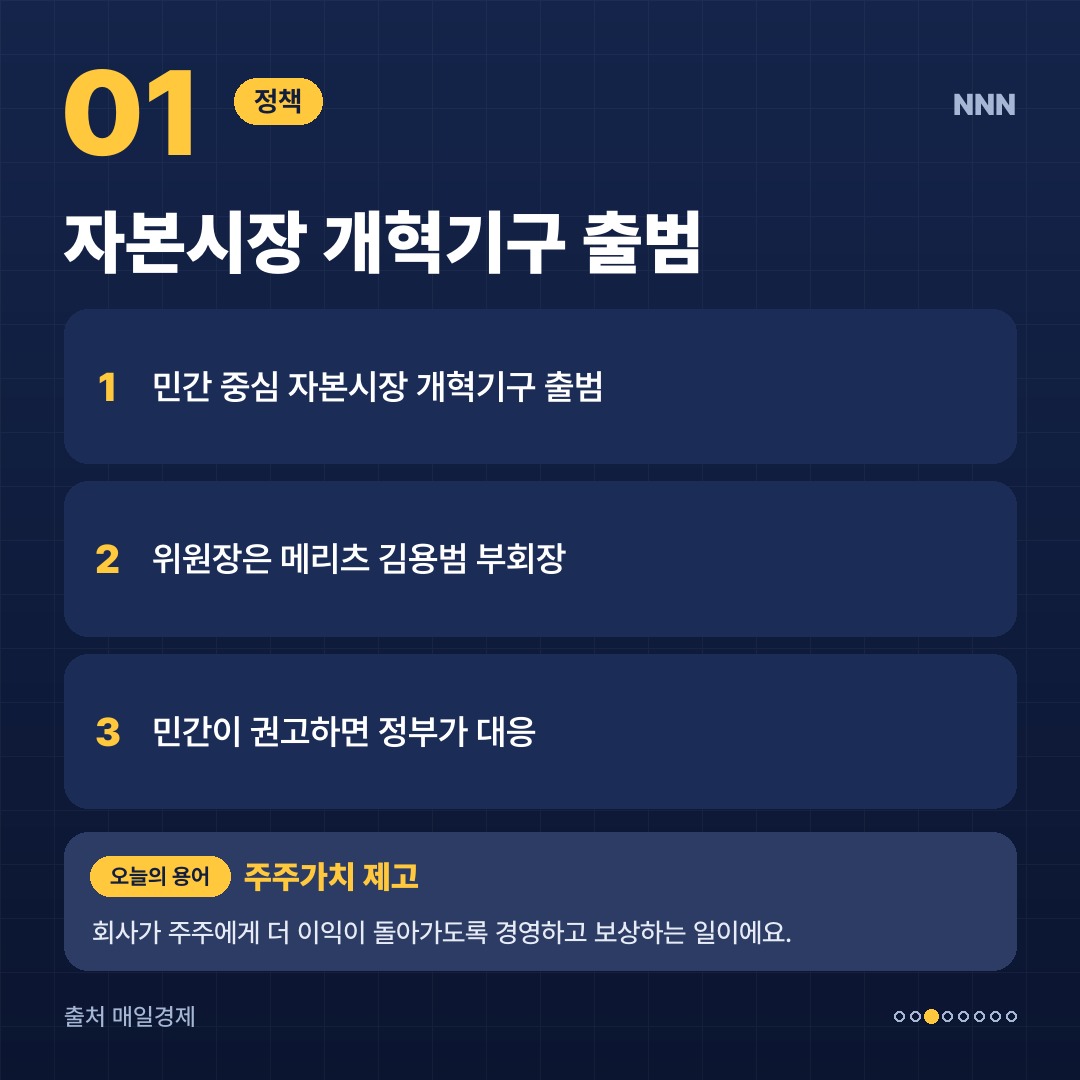 01 정책 NNN
자본시장 개혁기구 출범
1 민간 중심 자본시장 개혁기구 출범
2 위원장은 메리츠 김용범 부회장
3 민간이 권고하면 정부가 대응
오늘의 용어 주주가치 제고
회사가 주주에게 더 이익이 돌아가도록 경영하고 보상하는 일이에요.
출처 매일경제